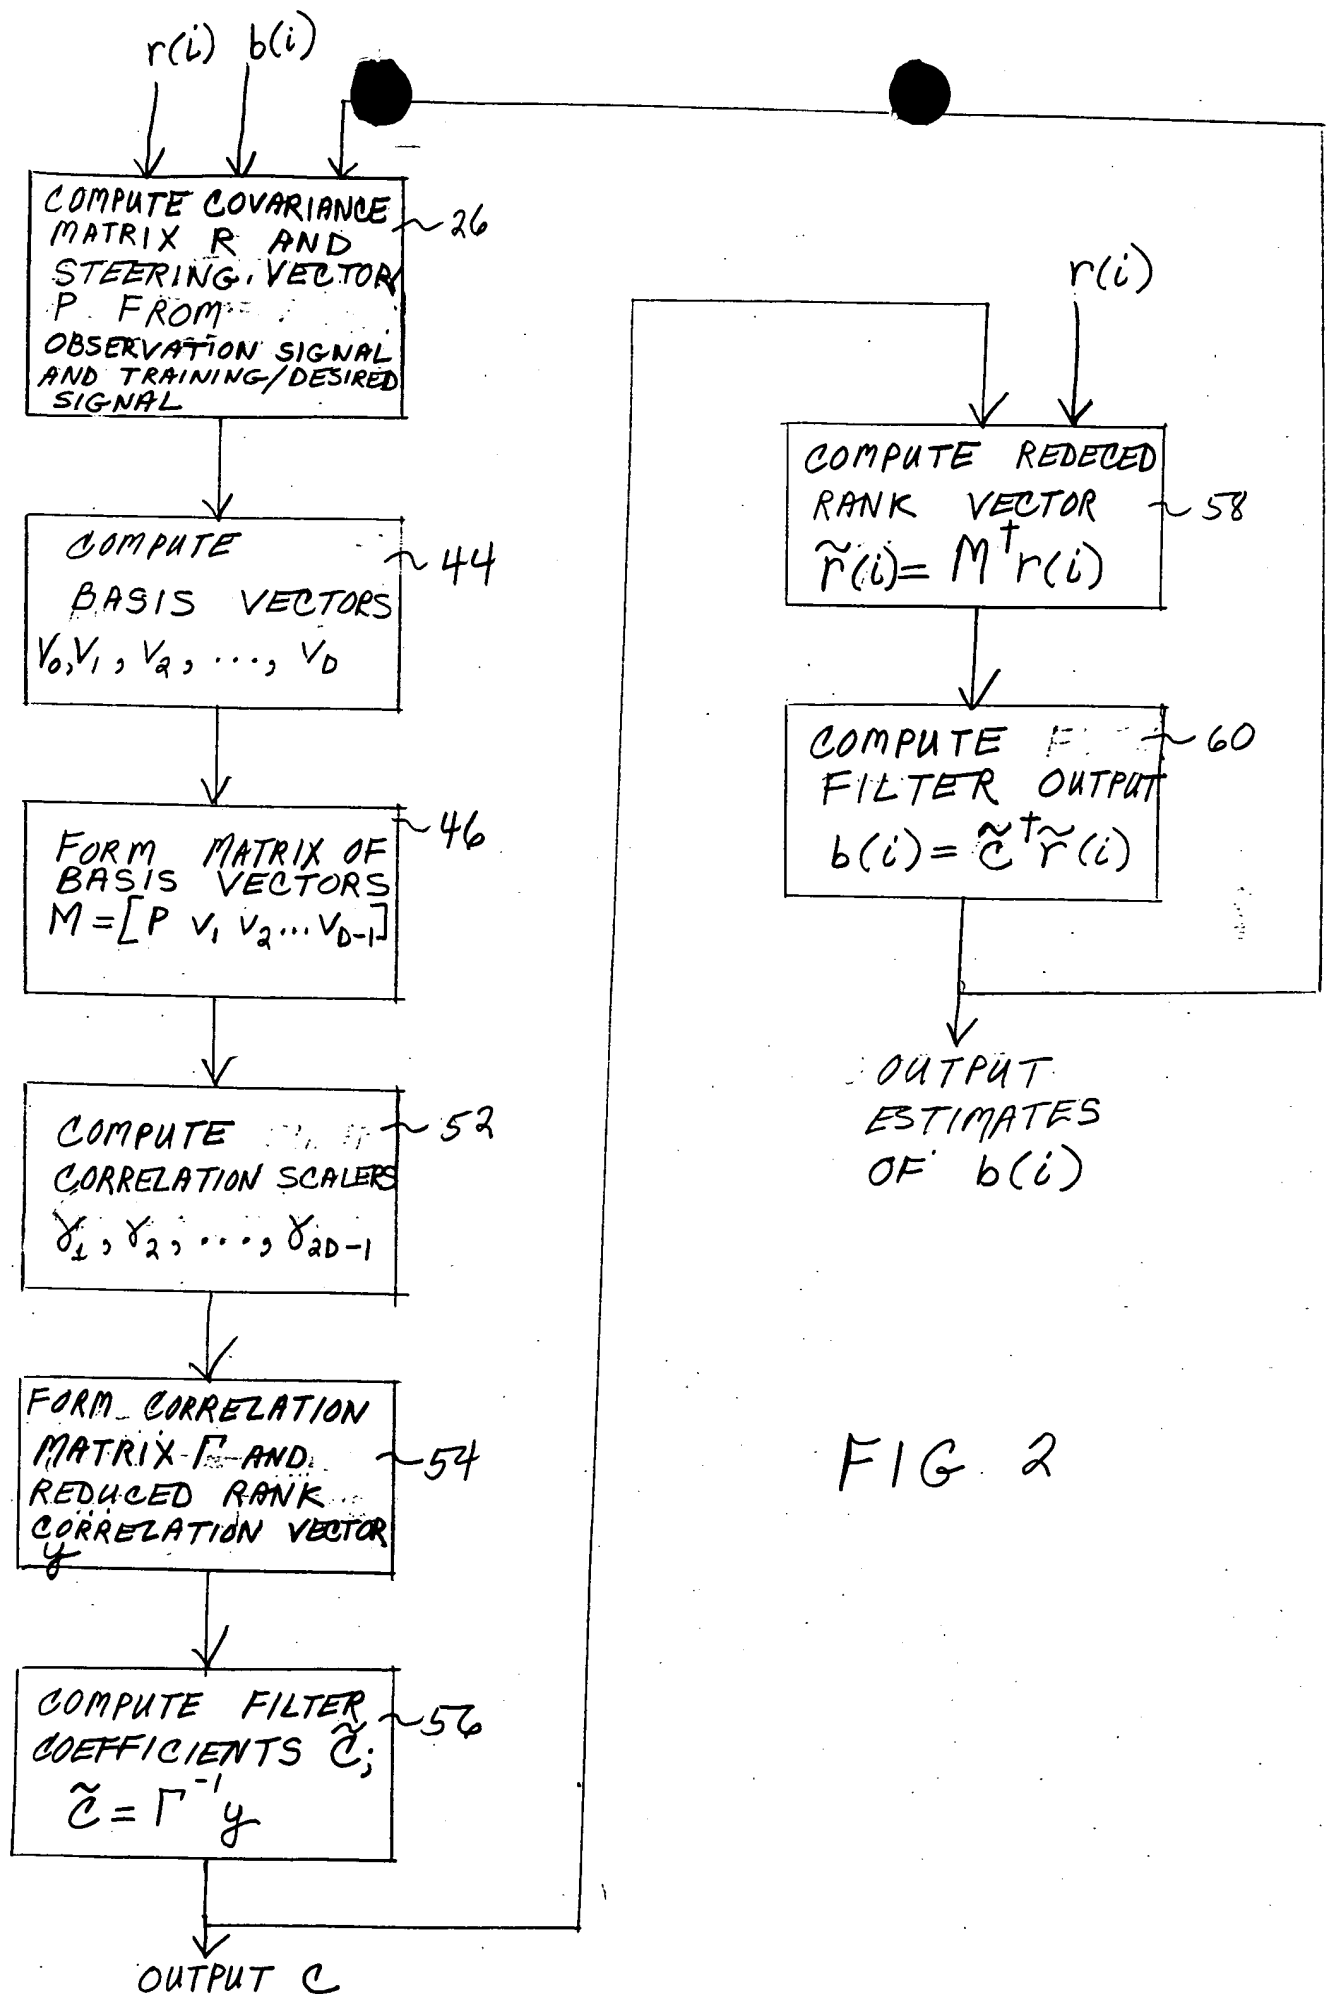 r(i) b(i)
COMPUTE COVARIANCE
MATRIX R AND
STEERING VECTOR
P FROM
OBSERVATION SIGNAL
AND TRAINING/DESIRED
SIGNAL
26
COMPUTE
BASIS VECTORS
V₀, V₁, V₂, ..., V_D
44
FORM MATRIX OF
BASIS VECTORS
M = [P V₁ V₂ ... V_D-1]
46
COMPUTE
CORRELATION SCALERS
γ₁, γ₂, ..., γ_2D-1
52
FORM CORRELATION
MATRIX Γ AND
REDUCED RANK
CORRELATION VECTOR
y
54
COMPUTE FILTER
COEFFICIENTS c̃;
c̃ = Γ⁻¹ y
56
OUTPUT C
r(i)
COMPUTE REDECED
RANK VECTOR
r̃(i) = M† r(i)
58
COMPUTE
FILTER OUTPUT
b(i) = c̃† r̃(i)
60
OUTPUT
ESTIMATES
OF b(i)
FIG 2